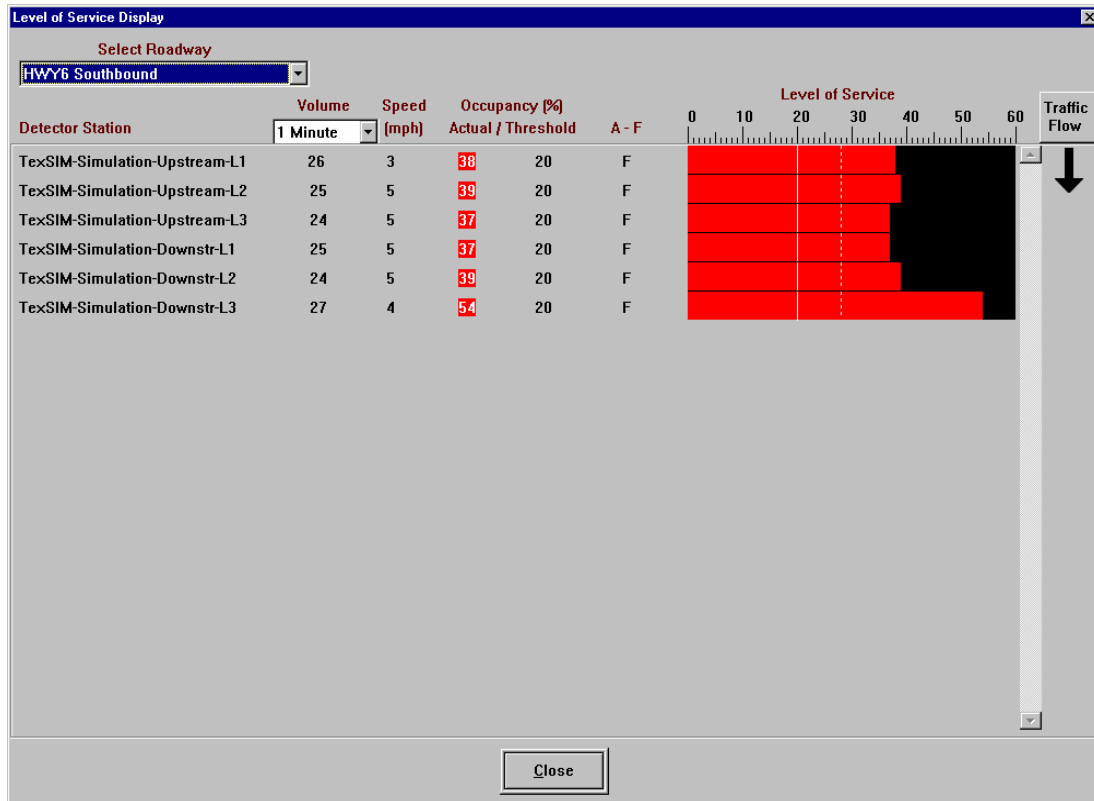 Level of Service Display
Select Roadway
HWY6 Southbound
Level of Service
Volume Speed Occupancy (%) 0 10 20 30 40 50 60 Traffic
Detector Station 1 Minute (mph) Actual / Threshold A - F Flow
TexSIM-Simulation-Upstream-L1 26 3 38 20 F
TexSIM-Simulation-Upstream-L2 25 5 39 20 F
TexSIM-Simulation-Upstream-L3 24 5 37 20 F
TexSIM-Simulation-Downstr-L1 25 5 37 20 F
TexSIM-Simulation-Downstr-L2 24 5 39 20 F
TexSIM-Simulation-Downstr-L3 27 4 54 20 F
Close